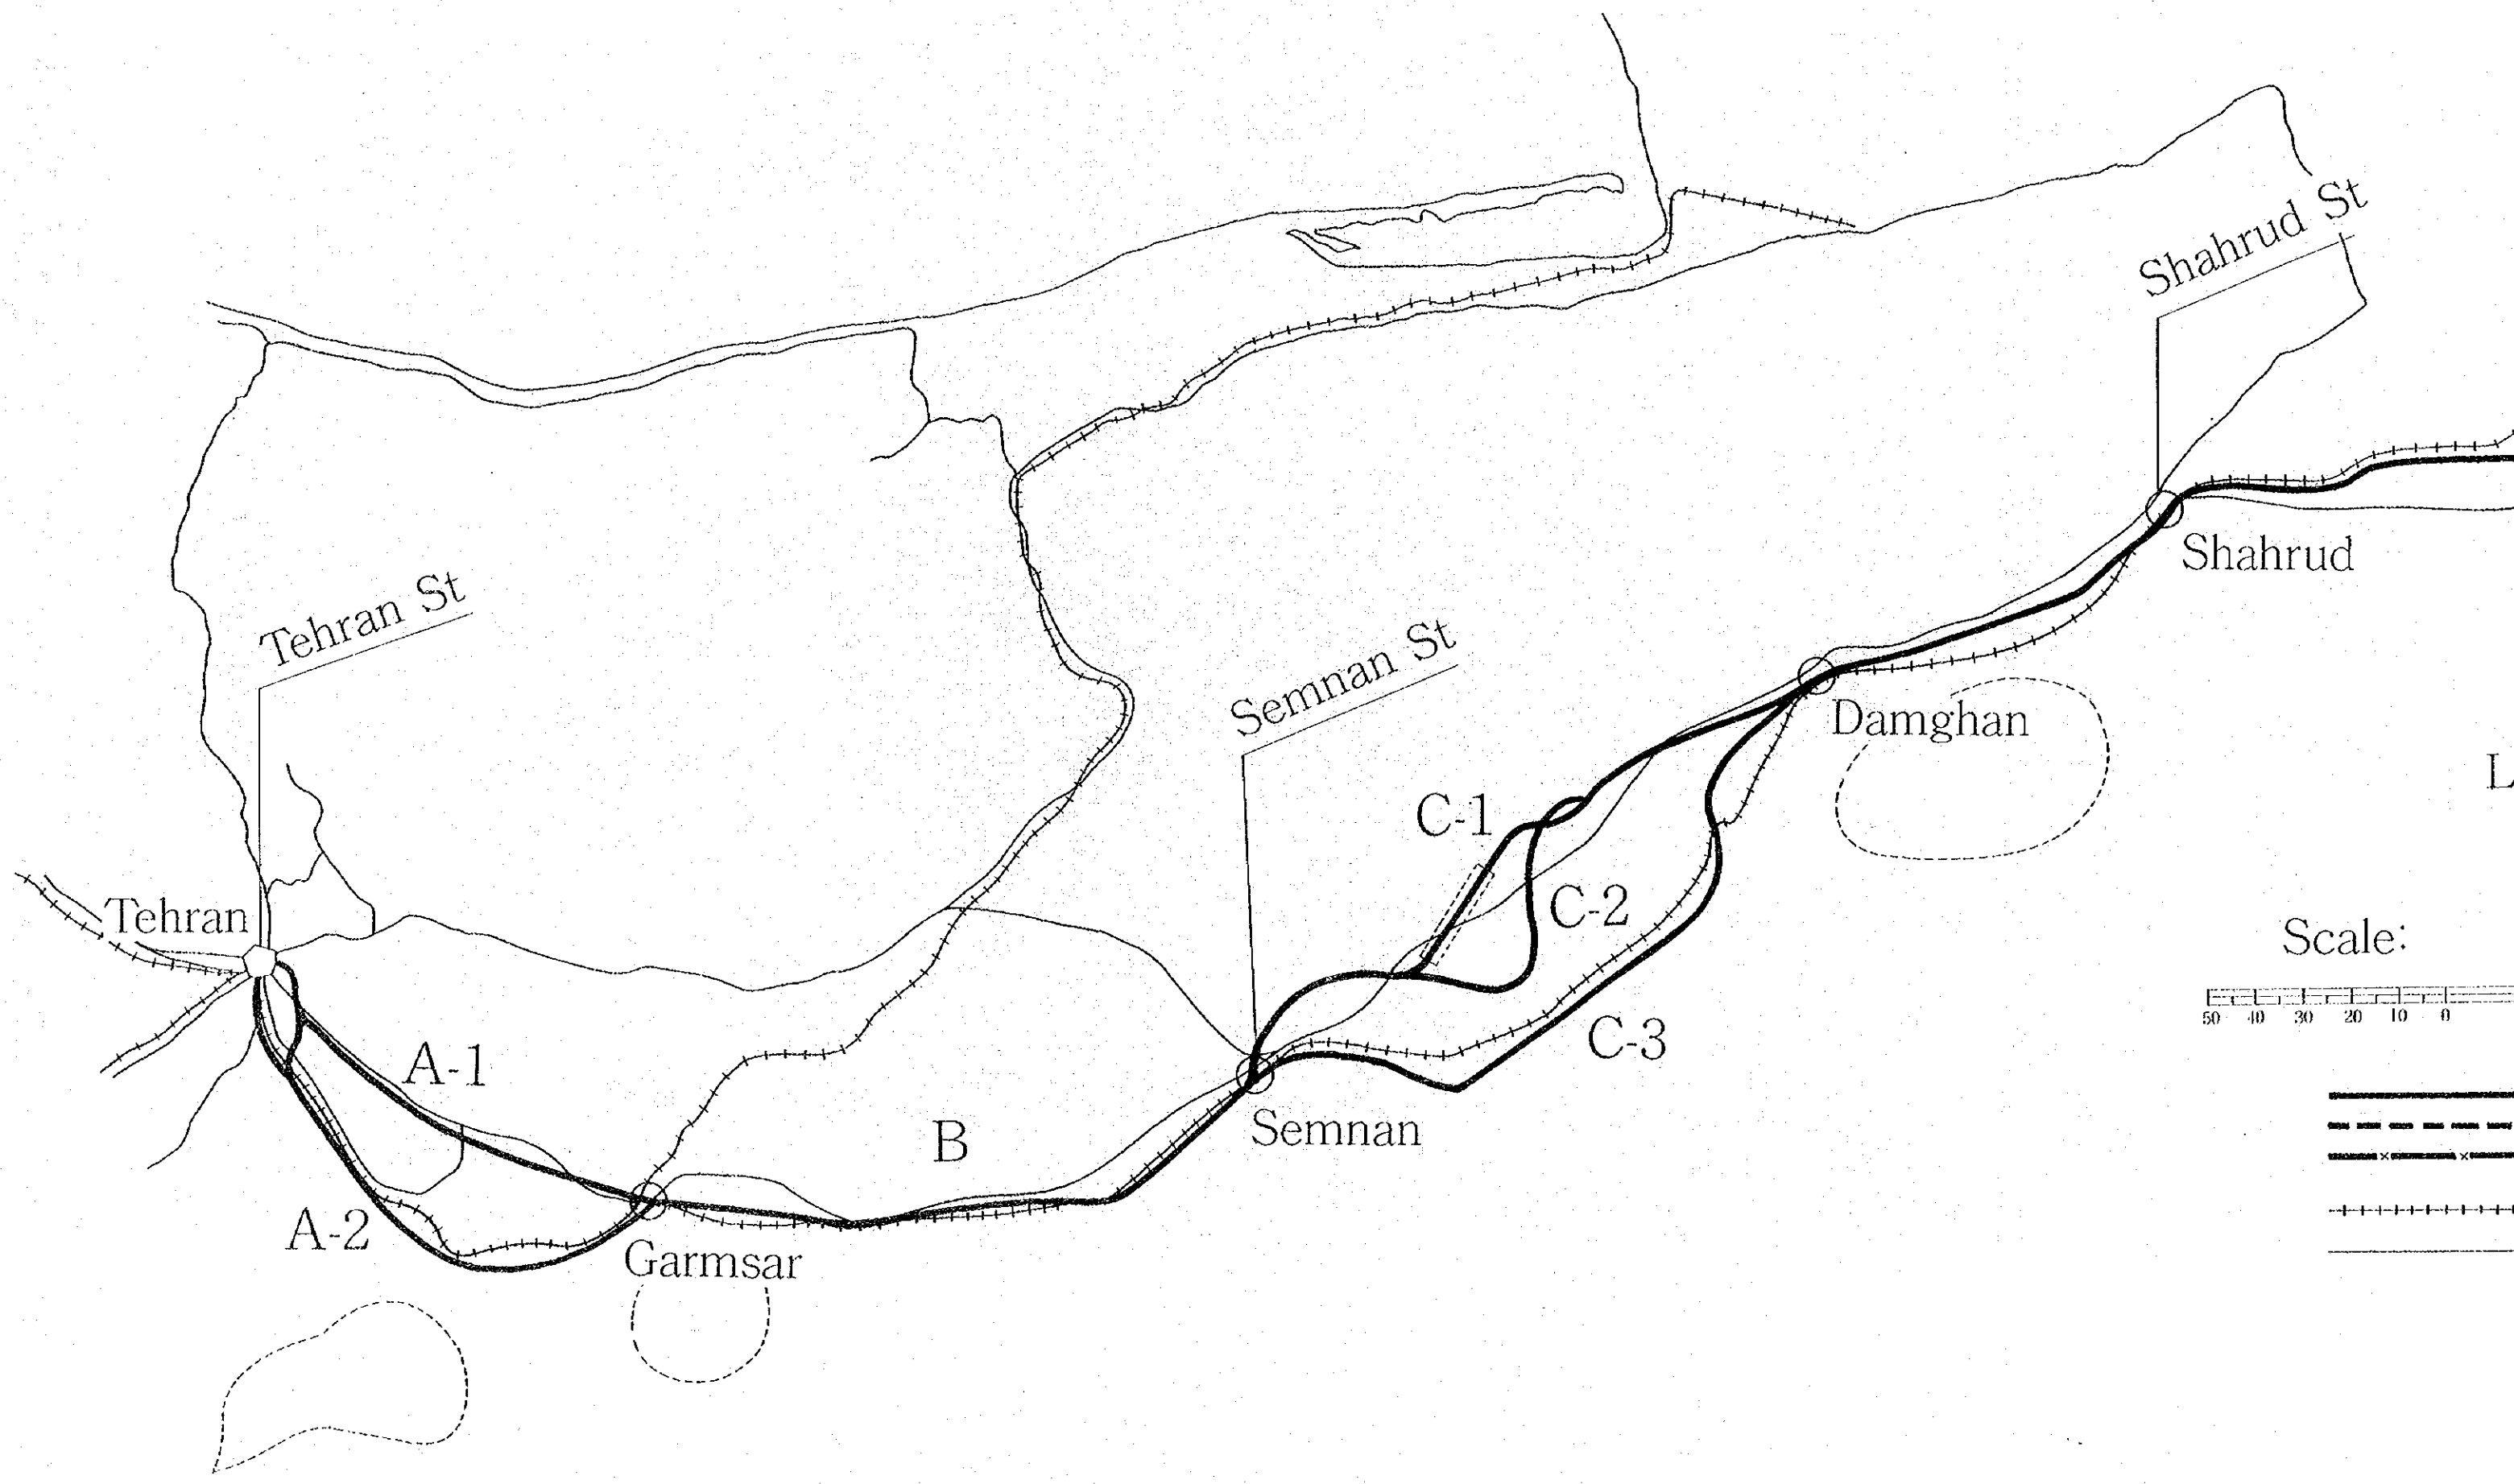 Shahrud St
Shahrud
Tehran St
Semnan St
Damghan
L
C-1
C-2
Tehran
Scale:
50 40 30 20 10 0
C-3
A-1
B
Semnan
A-2
Garmsar